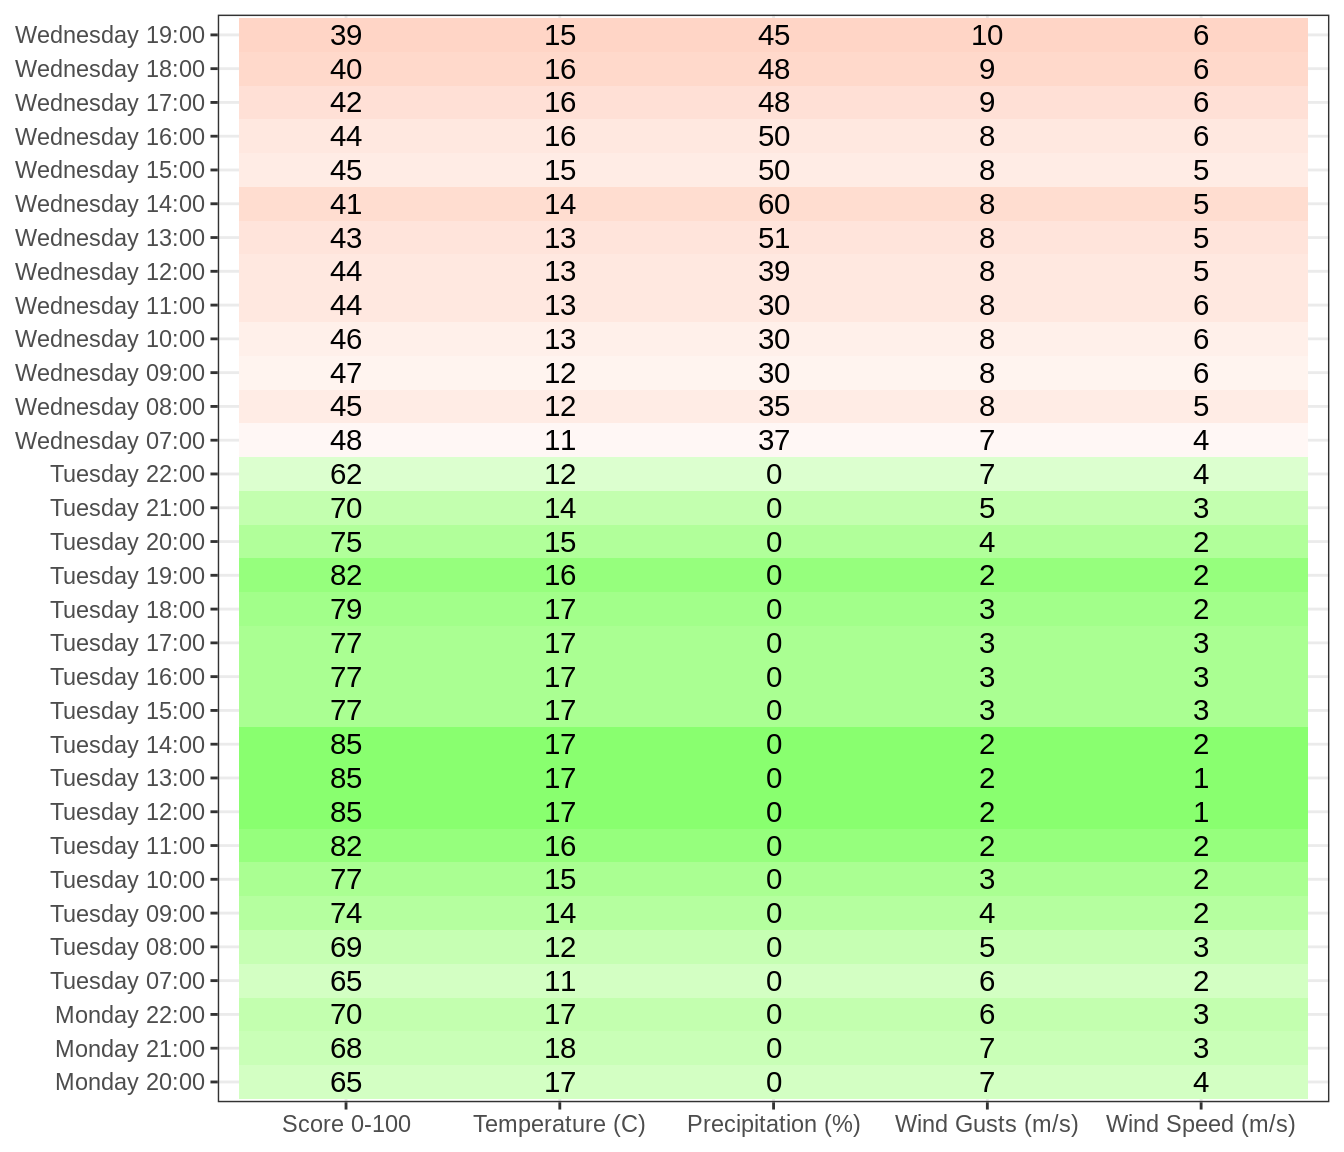 Wednesday 19:00 39 15 45 10 6
Wednesday 18:00 40 16 48 9 6
Wednesday 17:00 42 16 48 9 6
Wednesday 16:00 44 16 50 8 6
Wednesday 15:00 45 15 50 8 5
Wednesday 14:00 41 14 60 8 5
Wednesday 13:00 43 13 51 8 5
Wednesday 12:00 44 13 39 8 5
Wednesday 11:00 44 13 30 8 6
Wednesday 10:00 46 13 30 8 6
Wednesday 09:00 47 12 30 8 6
Wednesday 08:00 45 12 35 8 5
Wednesday 07:00 48 11 37 7 4
Tuesday 22:00 62 12 0 7 4
Tuesday 21:00 70 14 0 5 3
Tuesday 20:00 75 15 0 4 2
Tuesday 19:00 82 16 0 2 2
Tuesday 18:00 79 17 0 3 2
Tuesday 17:00 77 17 0 3 3
Tuesday 16:00 77 17 0 3 3
Tuesday 15:00 77 17 0 3 3
Tuesday 14:00 85 17 0 2 2
Tuesday 13:00 85 17 0 2 1
Tuesday 12:00 85 17 0 2 1
Tuesday 11:00 82 16 0 2 2
Tuesday 10:00 77 15 0 3 2
Tuesday 09:00 74 14 0 4 2
Tuesday 08:00 69 12 0 5 3
Tuesday 07:00 65 11 0 6 2
Monday 22:00 70 17 0 6 3
Monday 21:00 68 18 0 7 3
Monday 20:00 65 17 0 7 4
Score 0-100 Temperature (C) Precipitation (%) Wind Gusts (m/s) Wind Speed (m/s)